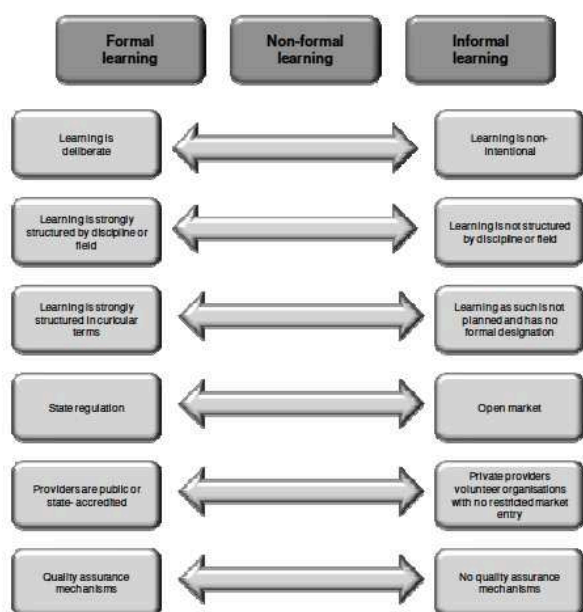 Formal
learning
Non-formal
learning
Informal
learning
Learning is
deliberate
Learning is non-
intentional
Learning is strongly
structured by discipline or
field
Learning is not structured
by discipline or field
Learning is strongly
structured in curicular
terms
Learning as such is not
planned and has no
formal designation
State regulation
Open market
Providers are public or
state- accredited
Private providers
volunteer organisations
with no restricted market
entry
Quality assurance
mechanisms
No quality assurance
mechanisms